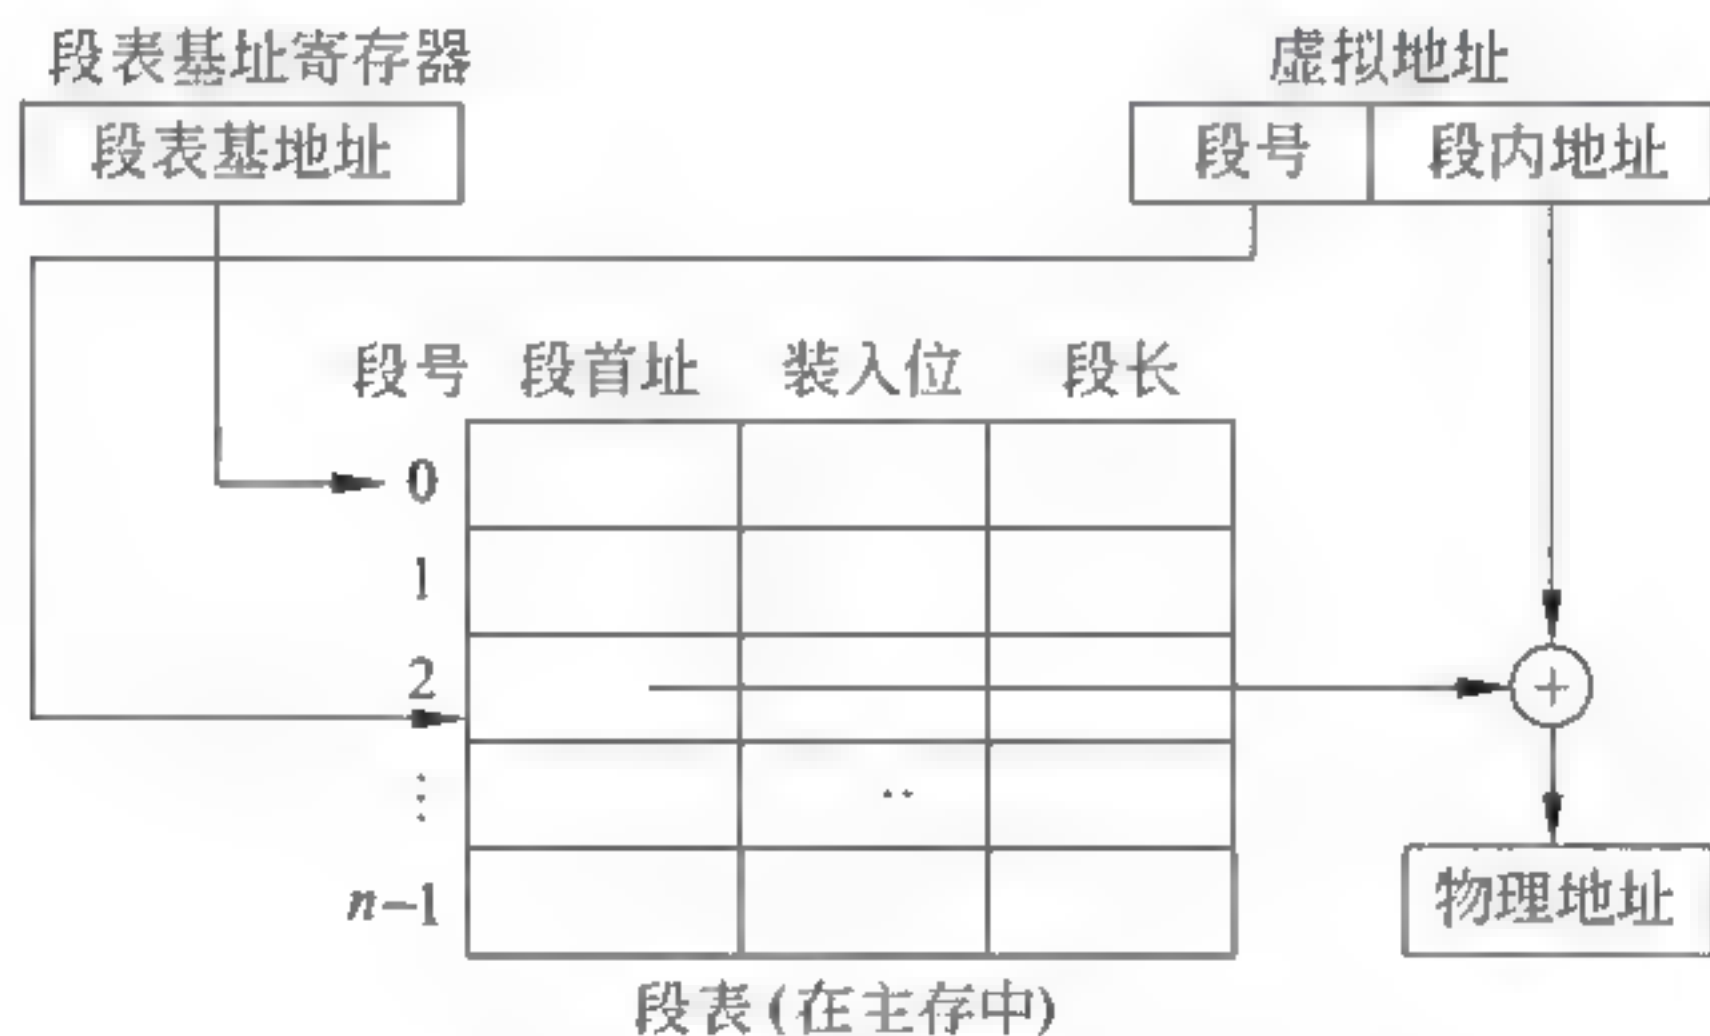 段表基址寄存器
虚拟地址
段表基地址
段号
段内地址
段号 段首址 装入位 段长
0
1
2
+
⋮
..
n-1
物理地址
段表(在主存中)